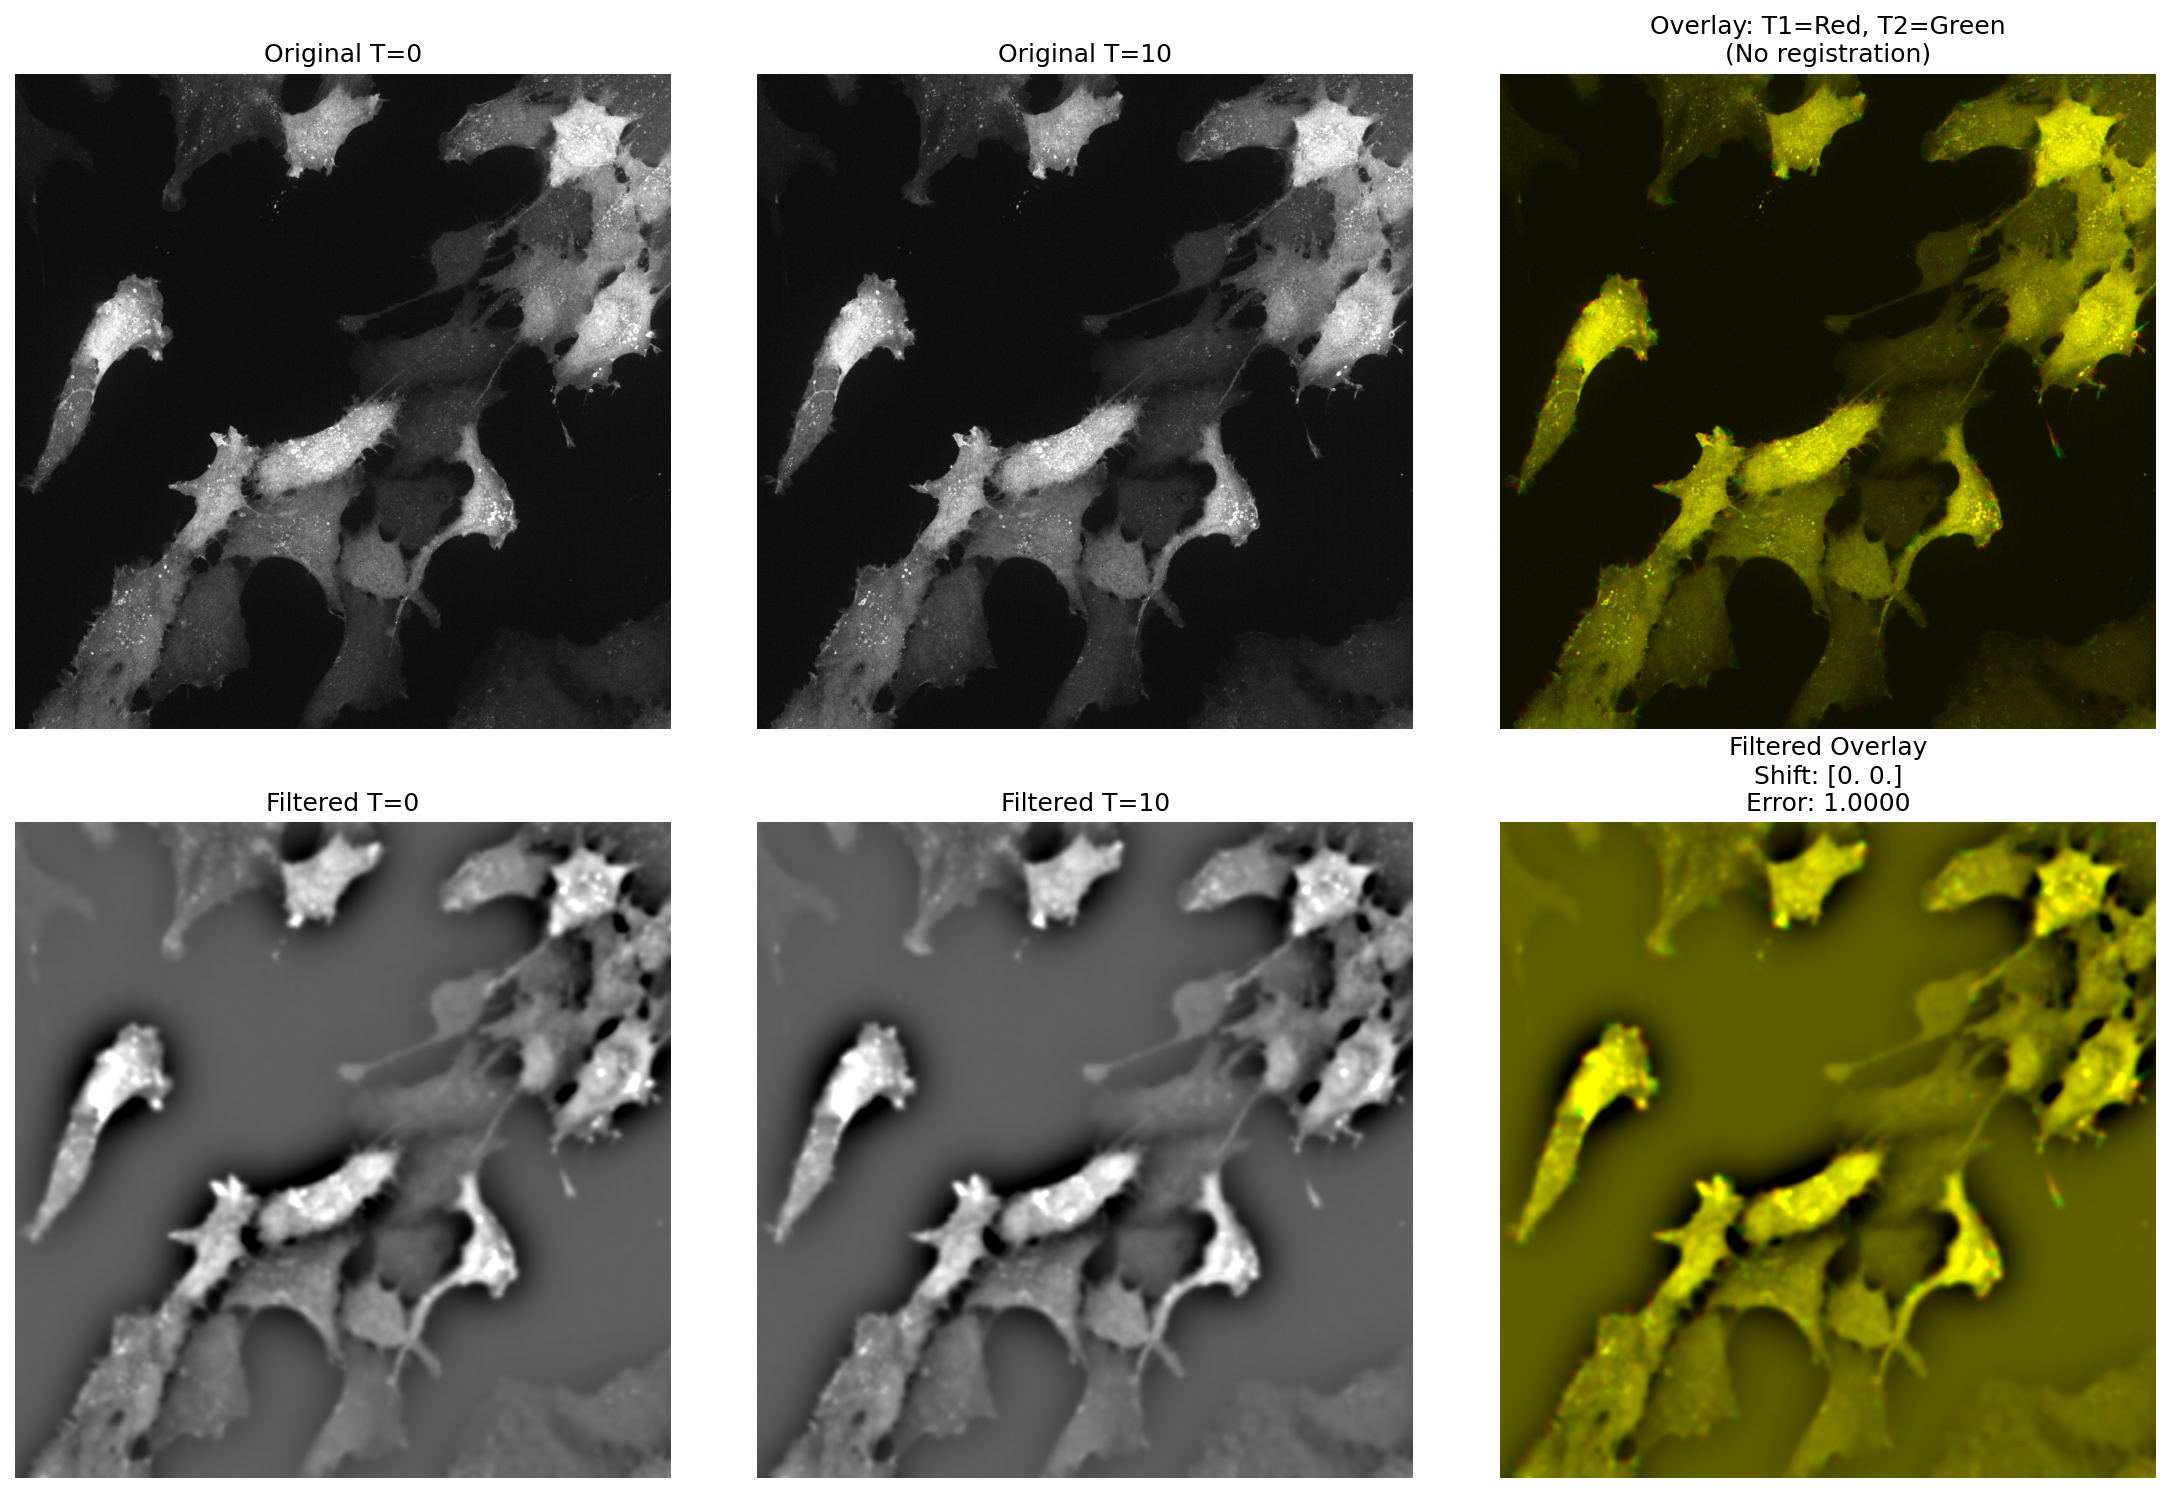 Original T=0
Original T=10
Overlay: T1=Red, T2=Green
(No registration)
Filtered T=0
Filtered T=10
Filtered Overlay
Shift: [0. 0.]
Error: 1.0000